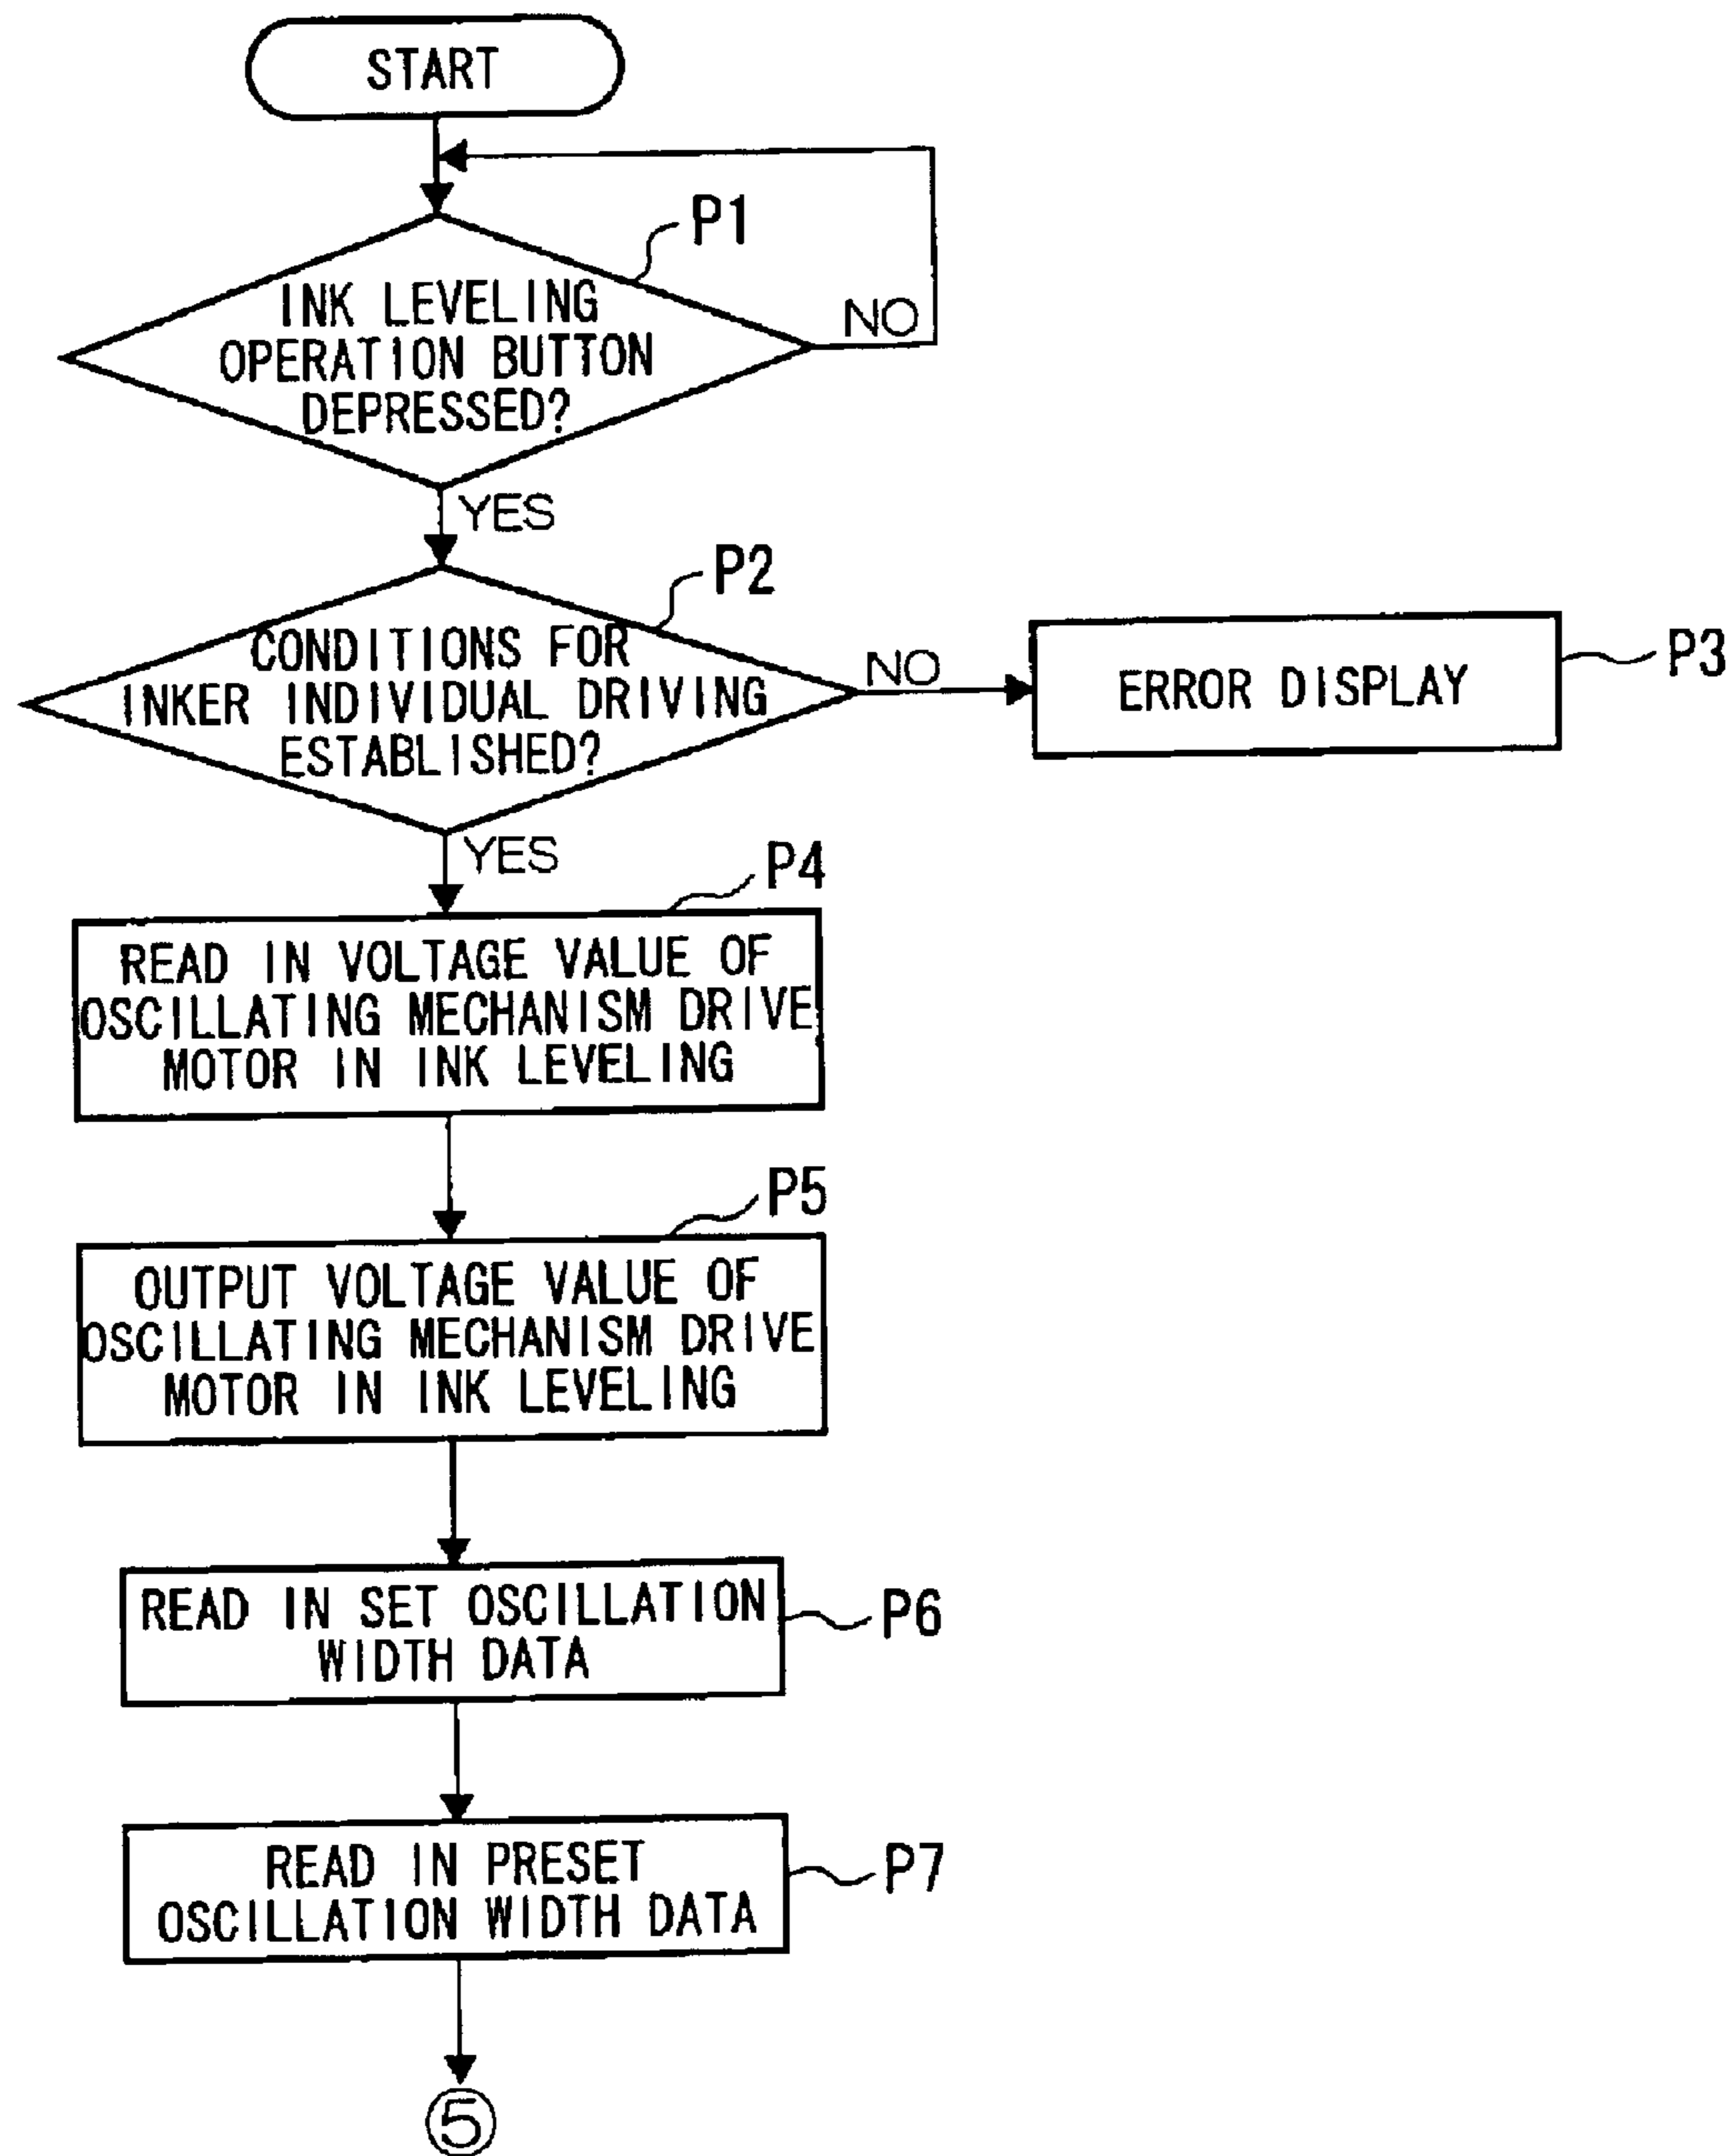 START
P1
INK LEVELING
OPERATION BUTTON
DEPRESSED?
NO
YES
P2
CONDITIONS FOR
INKER INDIVIDUAL DRIVING
ESTABLISHED?
NO
ERROR DISPLAY
P3
YES
P4
READ IN VOLTAGE VALUE OF
OSCILLATING MECHANISM DRIVE
MOTOR IN INK LEVELING
P5
OUTPUT VOLTAGE VALUE OF
OSCILLATING MECHANISM DRIVE
MOTOR IN INK LEVELING
READ IN SET OSCILLATION
WIDTH DATA
P6
READ IN PRESET
OSCILLATION WIDTH DATA
P7
⑤